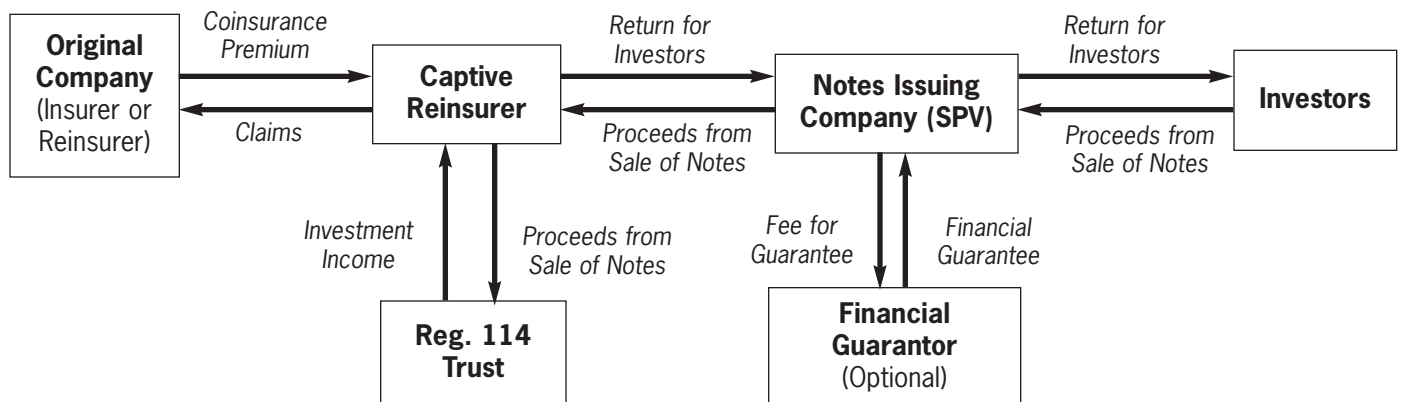 Original
Company
(Insurer or
Reinsurer)
Coinsurance
Premium
Claims
Captive
Reinsurer
Return for
Investors
Proceeds from
Sale of Notes
Notes Issuing
Company (SPV)
Return for
Investors
Proceeds from
Sale of Notes
Investors
Investment
Income
Proceeds from
Sale of Notes
Fee for
Guarantee
Financial
Guarantee
Reg. 114
Trust
Financial
Guarantor
(Optional)